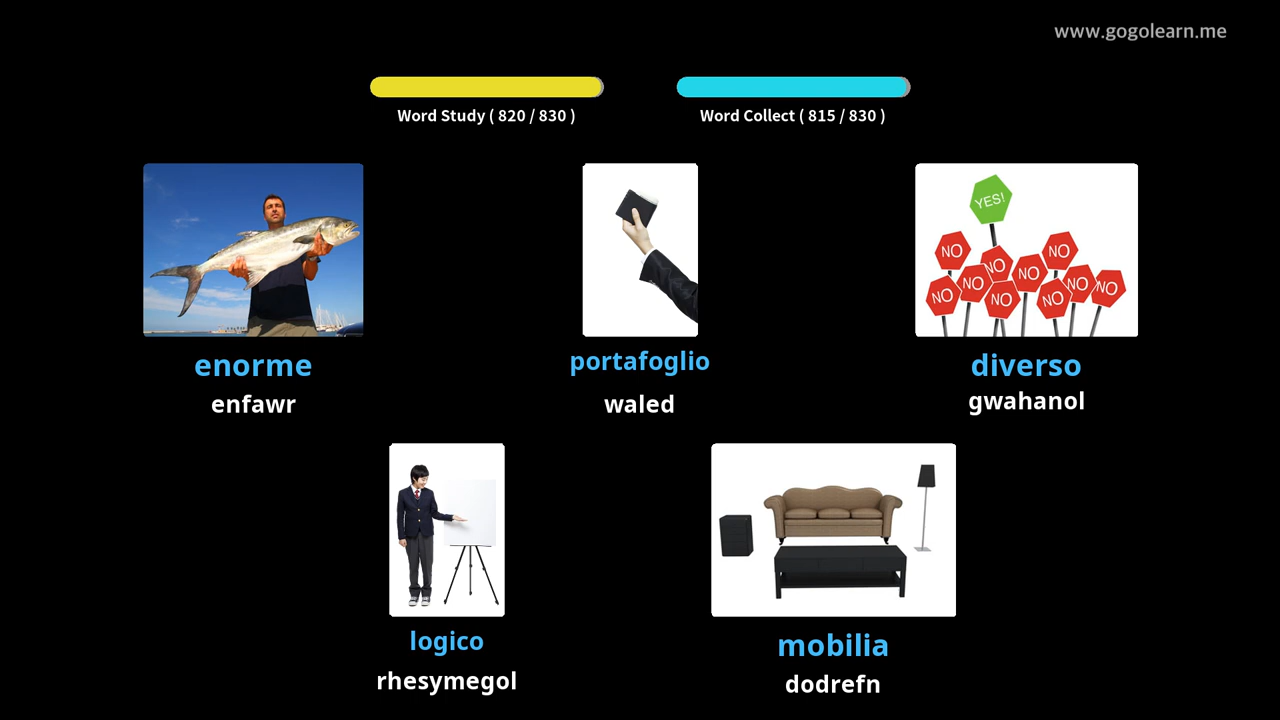 www.gogolearn.me
Word Study ( 820 / 830 )
Word Collect ( 815 / 830 )
YES!
NO
NO
NO
NO
NO
NO
NO
NO
NO
NO
enorme
enfawr
portafoglio
waled
diverso
gwahanol
logico
rhesymegol
mobilia
dodrefn